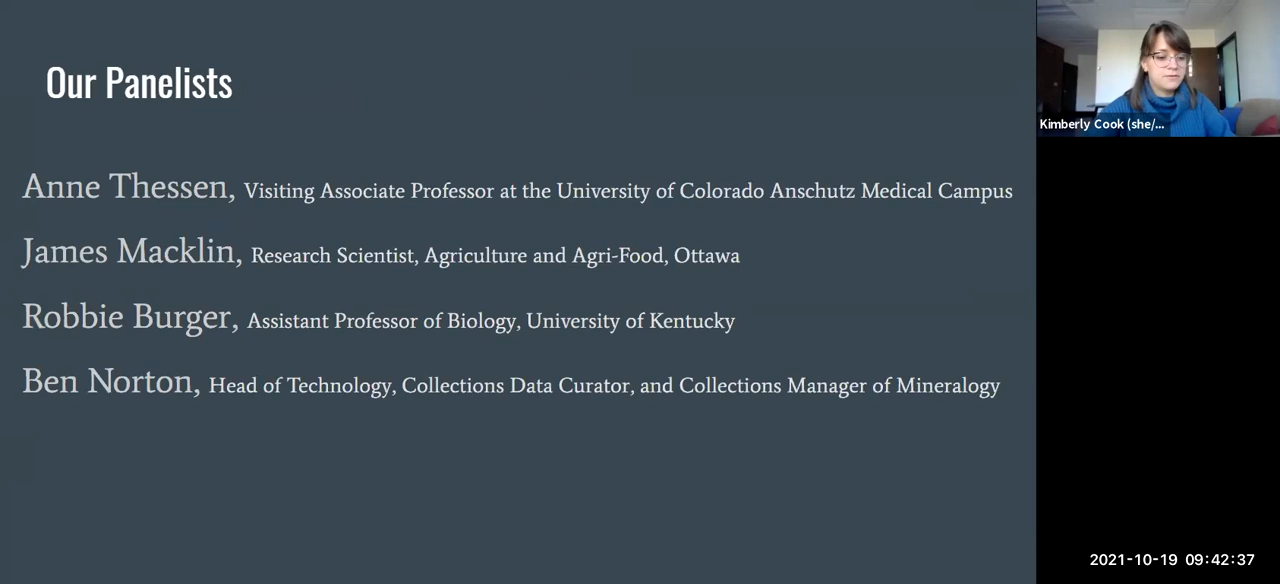 Our Panelists
Anne Thessen, Visiting Associate Professor at the University of Colorado Anschutz Medical Campus
James Macklin, Research Scientist, Agriculture and Agri-Food, Ottawa
Robbie Burger, Assistant Professor of Biology, University of Kentucky
Ben Norton, Head of Technology, Collections Data Curator, and Collections Manager of Mineralogy
Kimberly Cook (she/...
2021-10-19 09:42:37